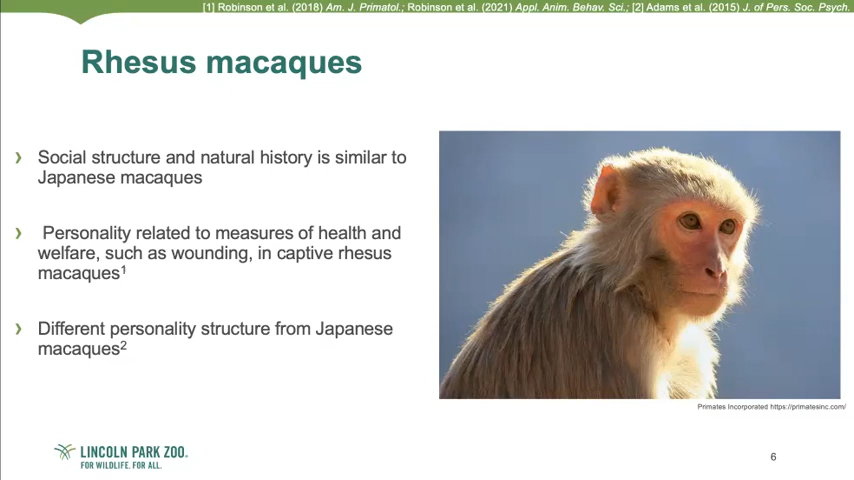 [1] Robinson et al. (2018) Am. J. Primatol.; Robinson et al. (2021) Appl. Anim. Behav. Sci.; [2] Adams et al. (2015) J. of Pers. Soc. Psych.
Rhesus macaques
› Social structure and natural history is similar to
Japanese macaques
› Personality related to measures of health and
welfare, such as wounding, in captive rhesus
macaques¹
› Different personality structure from Japanese
macaques²
Primates Incorporated https://primatesinc.com/
LINCOLN PARK ZOO.
FOR WILDLIFE. FOR ALL.
6